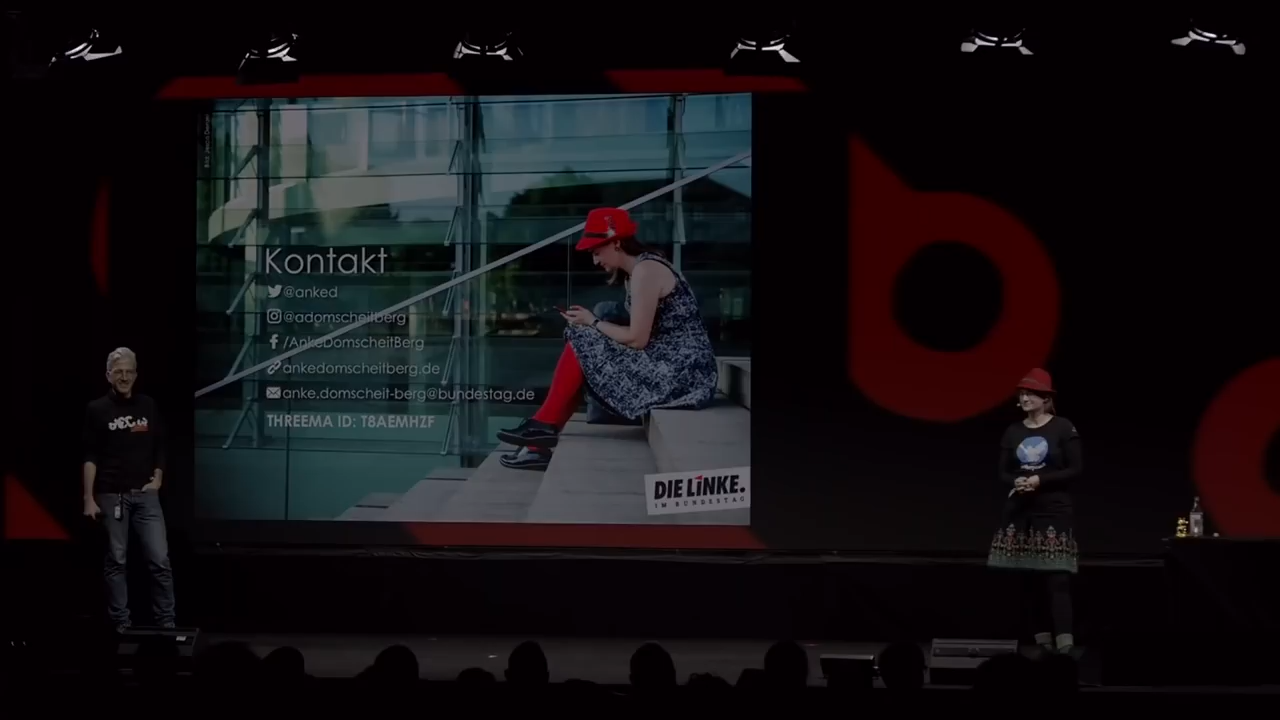 Kontakt
@anked
@adomscheitberg
/AnkeDomscheitBerg
ankedomscheitberg.de
anke.domscheit-berg@bundestag.de
THREEMA ID: T8AEMHZF
DIE LiNKE.
IM BUNDESTAG